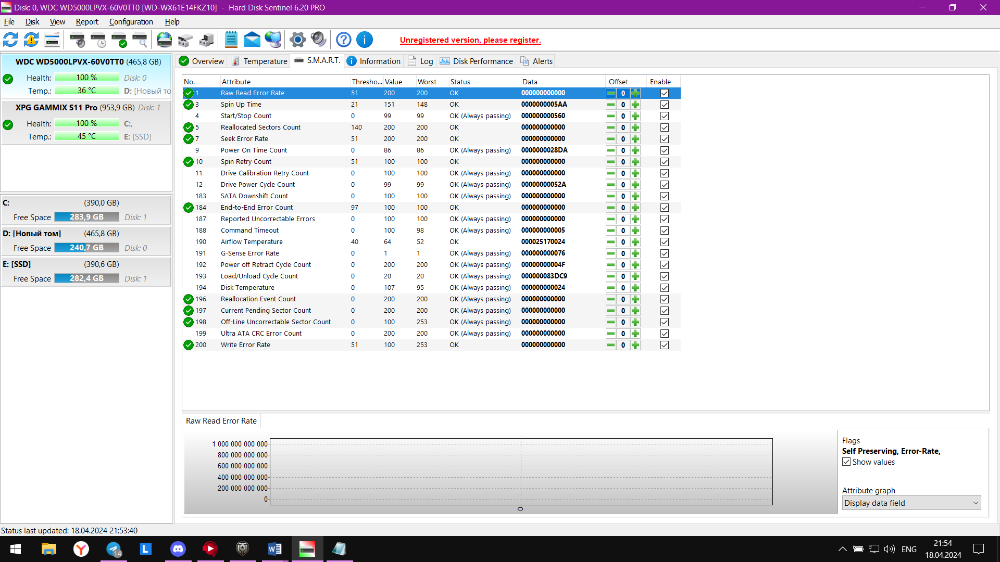 Disk: 0, WDC WD5000LPVX-60V0TT0 [WD-WX61E14FKZ10] - Hard Disk Sentinel 6.20 PRO
File Disk View Report Configuration Help
Unregistered version, please register.
WDC WD5000LPVX-60V0TT0 (465,8 GB)
Health: 100 % Disk: 0
Temp.: 36 °C D: [Новый то
XPG GAMMIX S11 Pro (953,9 GB) Disk: 1
Health: 100 % C:,
Temp.: 45 °C E: [SSD]
C: (390,0 GB)
Free Space 283,9 GB Disk: 1
D: [Новый том] (465,8 GB)
Free Space 240,7 GB Disk: 0
E: [SSD] (390,6 GB)
Free Space 282,4 GB Disk: 1
Overview Temperature S.M.A.R.T. Information Log Disk Performance Alerts
No. Attribute Thresho... Value Worst Status Data Offset Enable
1 Raw Read Error Rate 51 200 200 OK 000000000000 0
3 Spin Up Time 21 151 148 OK 0000000005AA 0
4 Start/Stop Count 0 99 99 OK (Always passing) 000000000560 0
5 Reallocated Sectors Count 140 200 200 OK 000000000000 0
7 Seek Error Rate 51 200 200 OK 000000000000 0
9 Power On Time Count 0 86 86 OK (Always passing) 0000000028DA 0
10 Spin Retry Count 51 100 100 OK 000000000000 0
11 Drive Calibration Retry Count 0 100 100 OK (Always passing) 000000000000 0
12 Drive Power Cycle Count 0 99 99 OK (Always passing) 00000000052A 0
183 SATA Downshift Count 0 100 100 OK (Always passing) 000000000000 0
184 End-to-End Error Count 97 100 100 OK 000000000000 0
187 Reported Uncorrectable Errors 0 100 100 OK (Always passing) 000000000000 0
188 Command Timeout 0 100 98 OK (Always passing) 000000000005 0
190 Airflow Temperature 40 64 52 OK 000025170024 0
191 G-Sense Error Rate 0 1 1 OK (Always passing) 000000000076 0
192 Power off Retract Cycle Count 0 200 200 OK (Always passing) 00000000004F 0
193 Load/Unload Cycle Count 0 20 20 OK (Always passing) 000000083DC9 0
194 Disk Temperature 0 107 95 OK (Always passing) 000000000024 0
196 Reallocation Event Count 0 200 200 OK (Always passing) 000000000000 0
197 Current Pending Sector Count 0 200 200 OK (Always passing) 000000000000 0
198 Off-Line Uncorrectable Sector Count 0 100 253 OK (Always passing) 000000000000 0
199 Ultra ATA CRC Error Count 0 200 200 OK (Always passing) 000000000000 0
200 Write Error Rate 51 100 253 OK 000000000000 0
Raw Read Error Rate
1 000 000 000 000
800 000 000 000
600 000 000 000
400 000 000 000
200 000 000 000
0
0
Flags
Self Preserving, Error-Rate,
Show values
Attribute graph
Display data field
Status last updated: 18.04.2024 21:53:40
14
ENG
21:54
18.04.2024